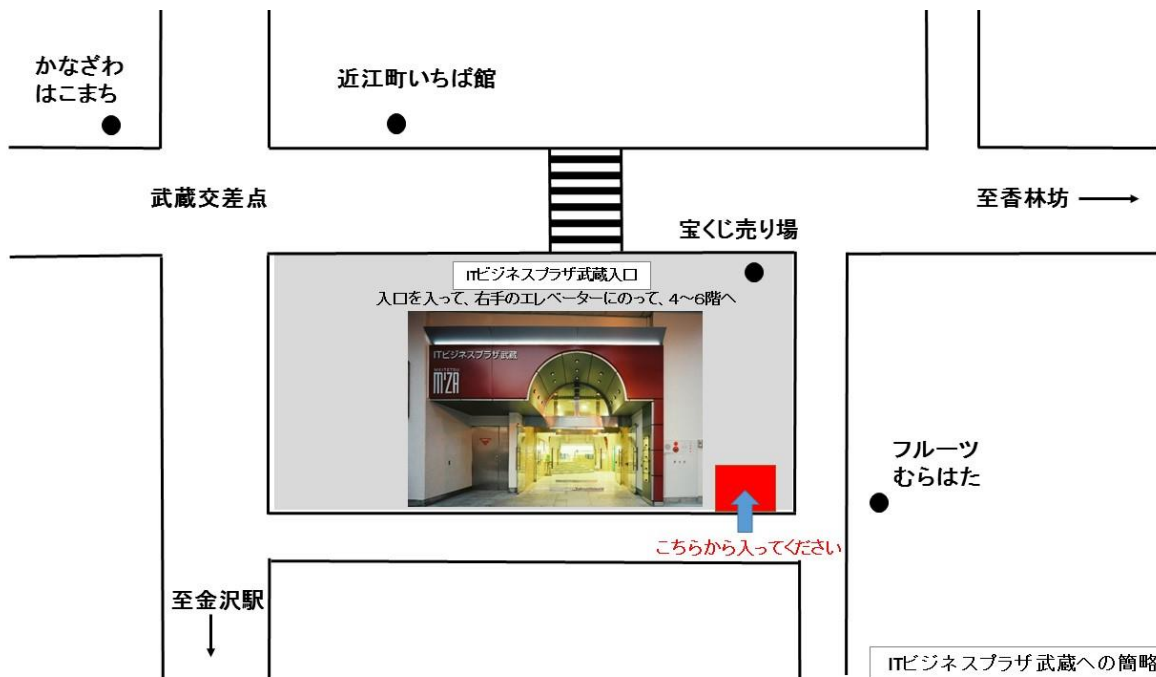 かなざわ
はこまち
近江町いちば館
武蔵交差点
至香林坊
宝くじ売り場
ITビジネスプラザ武蔵入口
入口を入って、右手のエレベーターにのって、4～6階へ
ITビジネスプラザ武蔵
MEITETSU
M'ZA
フルーツ
むらはた
こちらから入ってください
至金沢駅
ITビジネスプラザ武蔵への簡略